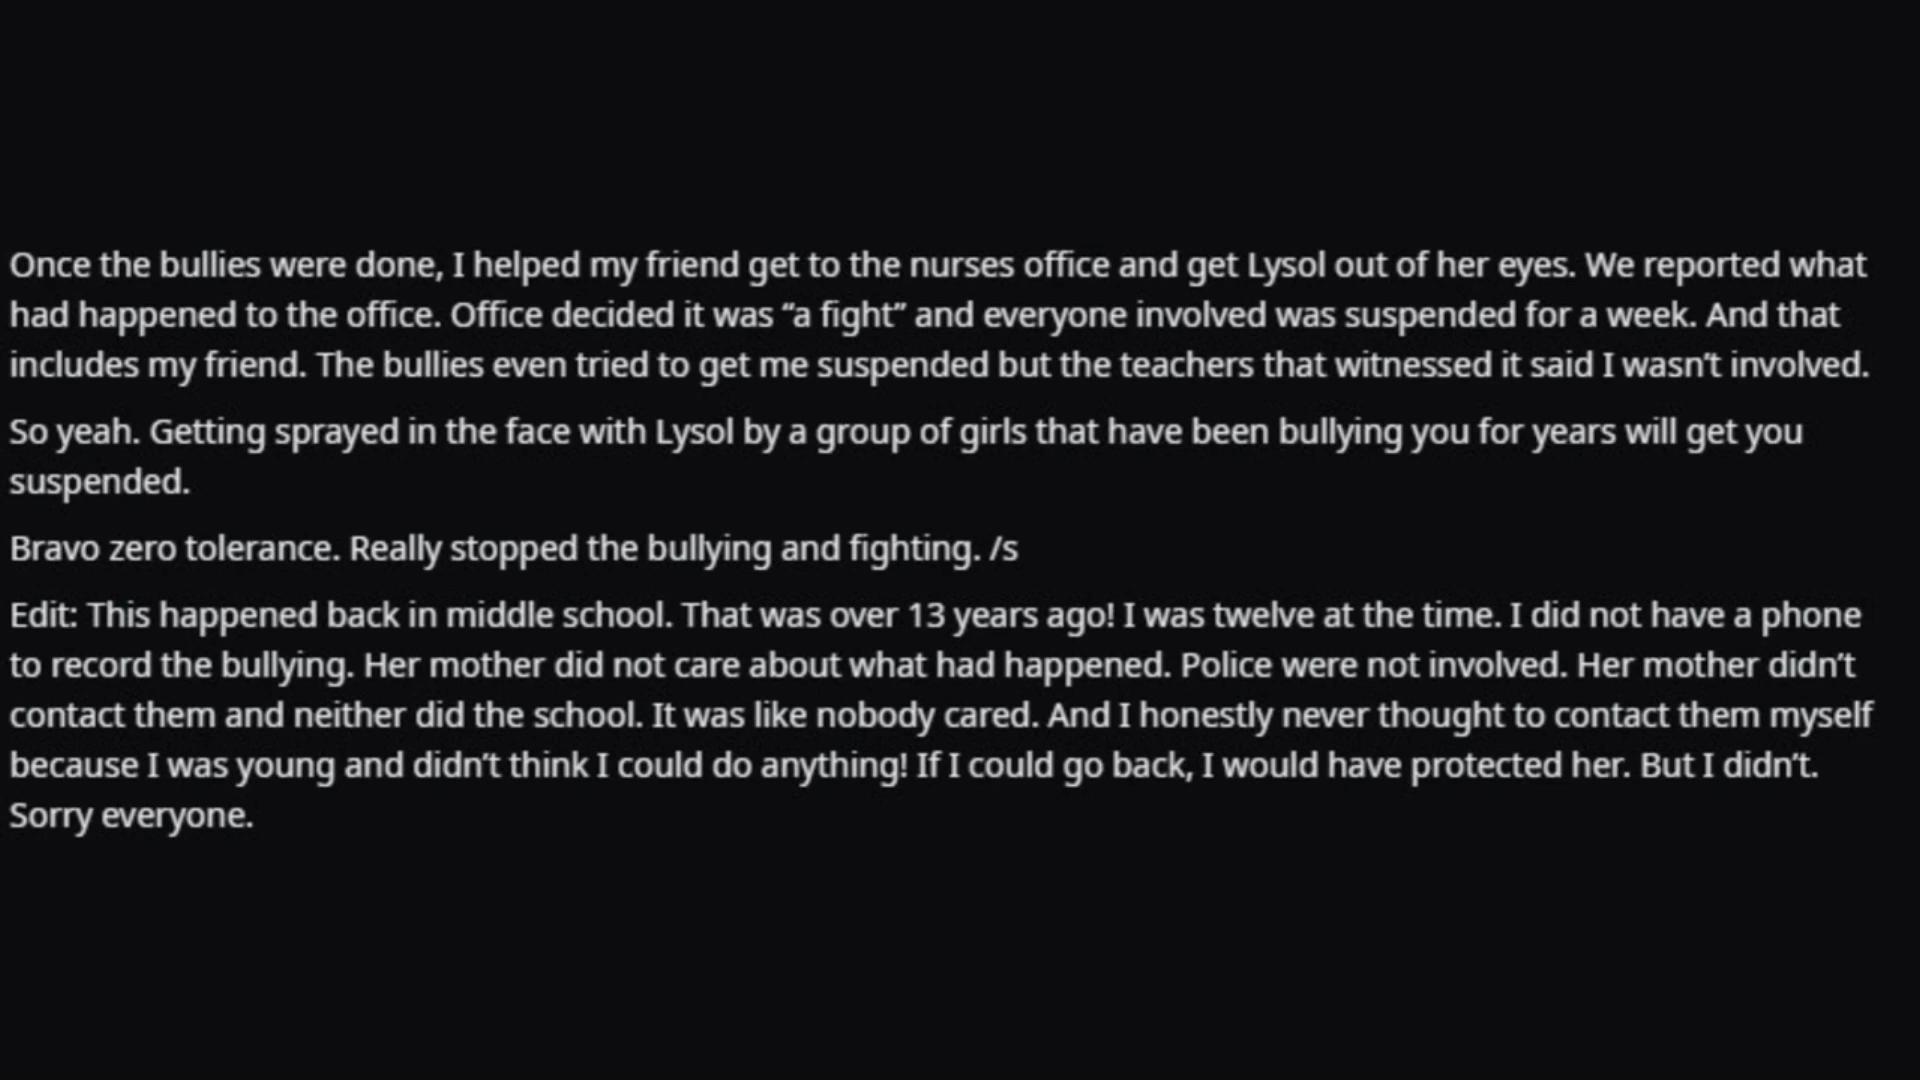 Once the bullies were done, I helped my friend get to the nurses office and get Lysol out of her eyes. We reported what
had happened to the office. Office decided it was “a fight” and everyone involved was suspended for a week. And that
includes my friend. The bullies even tried to get me suspended but the teachers that witnessed it said I wasn’t involved.
So yeah. Getting sprayed in the face with Lysol by a group of girls that have been bullying you for years will get you
suspended.
Bravo zero tolerance. Really stopped the bullying and fighting. /s
Edit: This happened back in middle school. That was over 13 years ago! I was twelve at the time. I did not have a phone
to record the bullying. Her mother did not care about what had happened. Police were not involved. Her mother didn’t
contact them and neither did the school. It was like nobody cared. And I honestly never thought to contact them myself
because I was young and didn’t think I could do anything! If I could go back, I would have protected her. But I didn’t.
Sorry everyone.